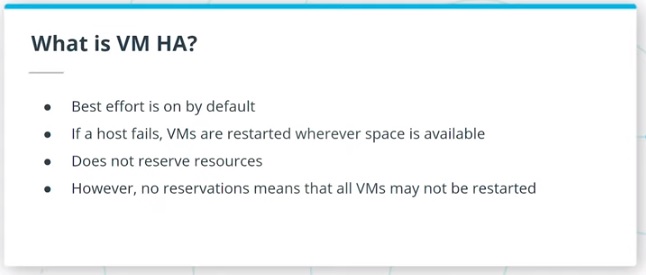 What is VM HA?
● Best effort is on by default
● If a host fails, VMs are restarted wherever space is available
● Does not reserve resources
● However, no reservations means that all VMs may not be restarted